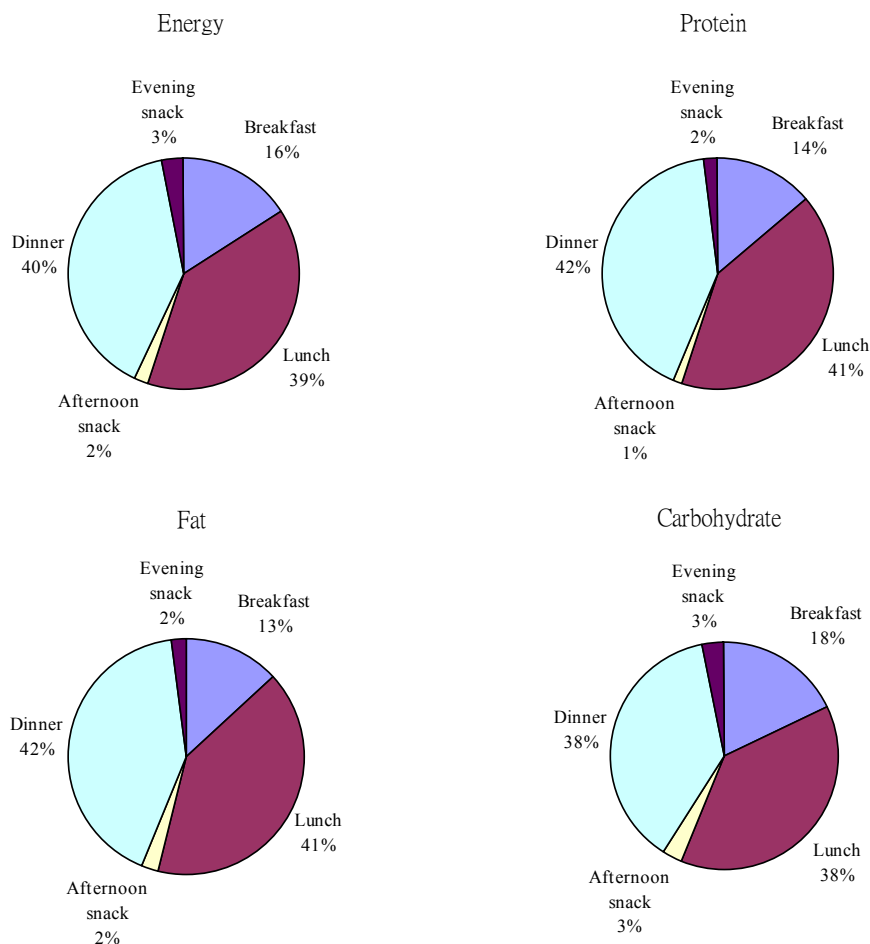 Energy
Evening
snack
3%
Breakfast
16%
Dinner
40%
Lunch
39%
Afternoon
snack
2%
Protein
Evening
snack
2%
Breakfast
14%
Dinner
42%
Lunch
41%
Afternoon
snack
1%
Fat
Evening
snack
2%
Breakfast
13%
Dinner
42%
Lunch
41%
Afternoon
snack
2%
Carbohydrate
Evening
snack
3%
Breakfast
18%
Dinner
38%
Lunch
38%
Afternoon
snack
3%